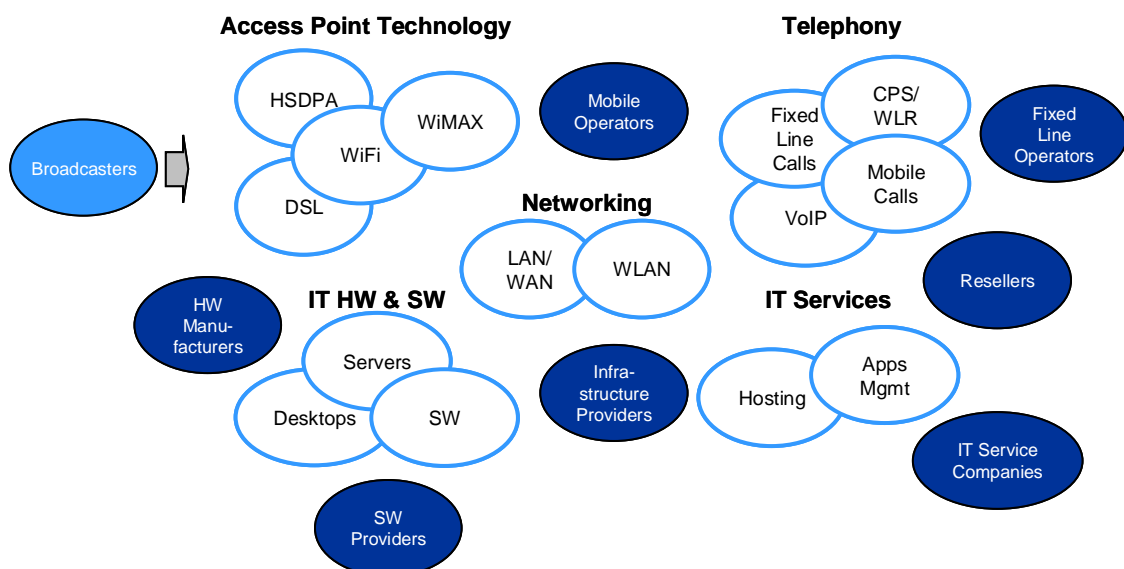 Access Point Technology
Telephony
HSDPA
WiMAX
WiFi
DSL
Mobile
Operators
CPS/
WLR
Fixed
Line
Calls
Mobile
Calls
VoIP
Fixed
Line
Operators
Broadcasters
Networking
LAN/
WAN
WLAN
Resellers
HW
Manu-
facturers
IT HW & SW
Servers
Desktops
SW
Infra-
structure
Providers
IT Services
Apps
Mgmt
Hosting
IT Service
Companies
SW
Providers